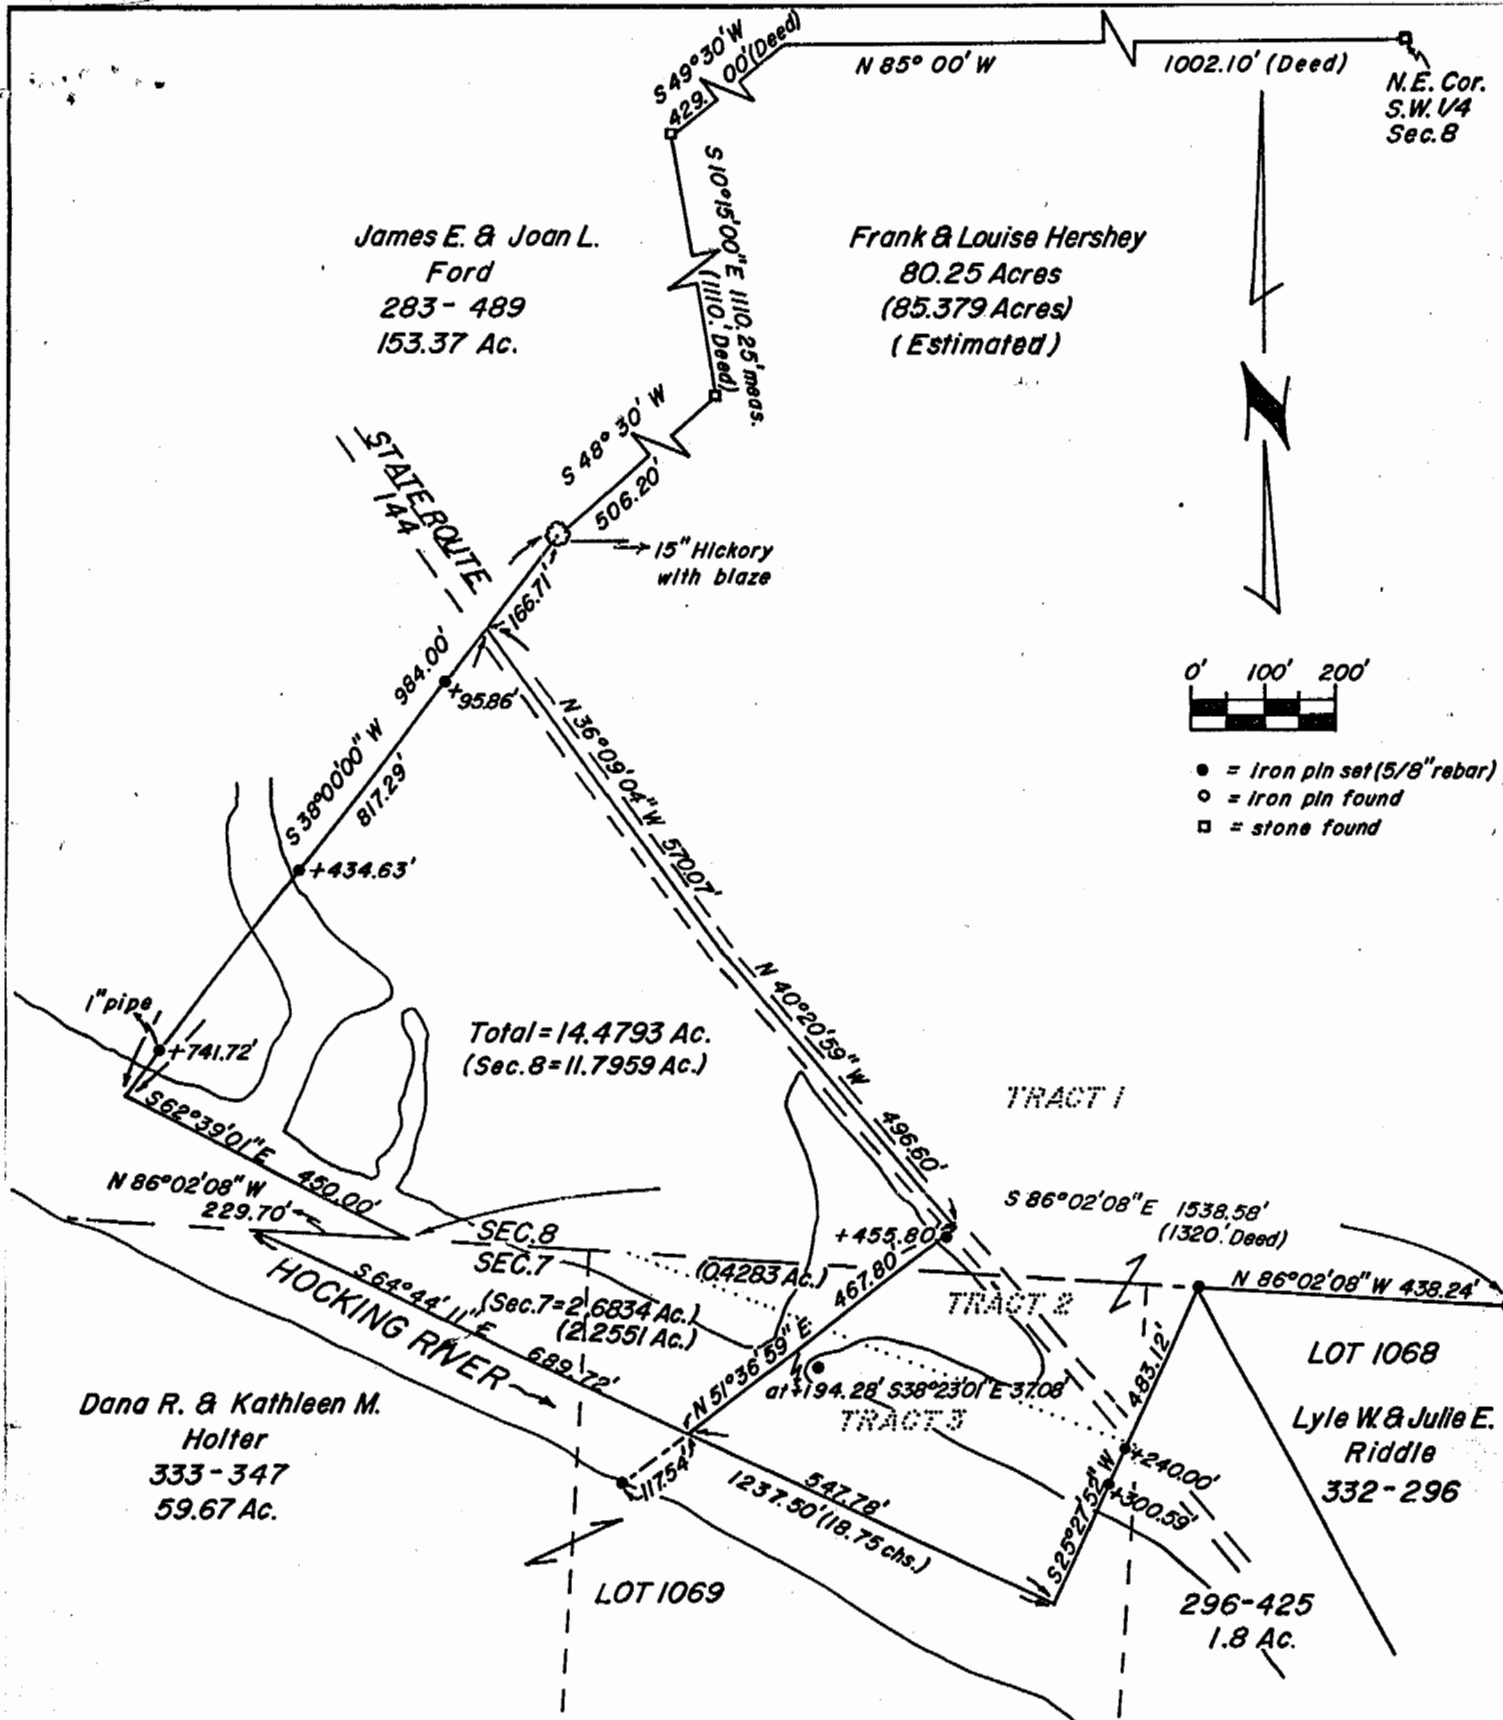 S 49°30' W
429.00' (Deed)
N 85° 00' W
1002.10' (Deed)
N.E. Cor.
S.W. 1/4
Sec. 8
S 10°15'00" E 1110.25' meas.
(1110.' Deed)
James E. & Joan L.
Ford
283 - 489
153.37 Ac.
Frank & Louise Hershey
80.25 Acres
(85.379 Acres)
(Estimated)
N
S 48° 30' W
506.20'
STATE ROUTE
144
15" Hickory
with blaze
166.71'
984.00'
S 38°00'00" W
817.29'
+95.86'
N 36°09'04" W 570.07'
0' 100' 200'
= iron pin set (5/8" rebar)
= iron pin found
= stone found
+434.63'
1" pipe
+741.72'
Total = 14.4793 Ac.
(Sec. 8 = 11.7959 Ac.)
N 40°20'59" W
496.60'
TRACT 1
S 62°39'01" E
450.00'
N 86°02'08" W
229.70'
SEC. 8
SEC. 7
(0.4283 Ac.)
+455.80'
467.80'
S 86°02'08" E 1538.58'
(1320.' Deed)
N 86°02'08" W 438.24'
TRACT 2
S 64°44'11" E
689.72'
(Sec. 7 = 2.6834 Ac.)
(2.2551 Ac.)
HOCKING RIVER
N 51°36'59" E
at +194.28' S38°23'01" E 37.08'
TRACT 3
483.12'
LOT 1068
Dana R. & Kathleen M.
Holter
333 - 347
59.67 Ac.
Lyle W. & Julie E.
Riddle
332 - 296
117.54'
547.78'
1237.50' (18.75 chs.)
S 25°27'52" W
+240.00'
+300.59'
LOT 1069
296-425
1.8 Ac.